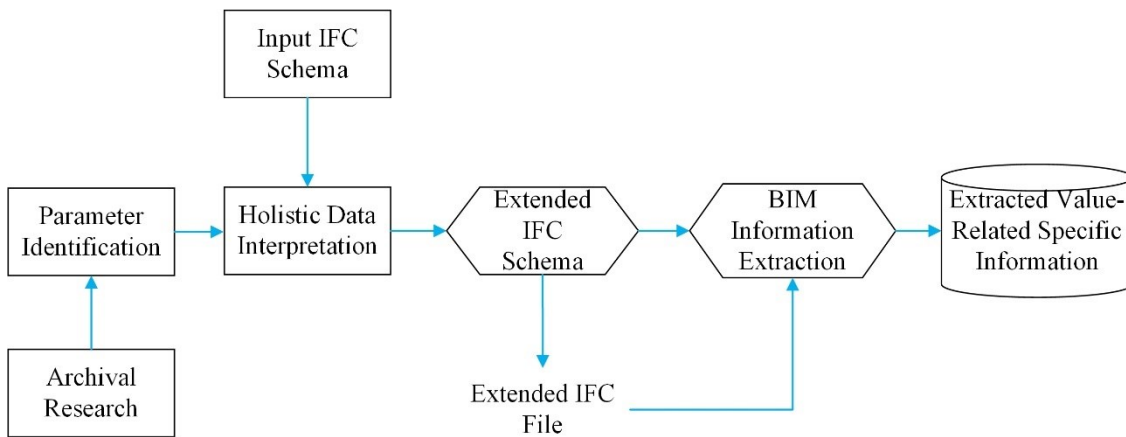 Input IFC
Schema
Parameter
Identification
Holistic Data
Interpretation
Extended
IFC
Schema
BIM
Information
Extraction
Extracted Value-
Related Specific
Information
Archival
Research
Extended IFC
File